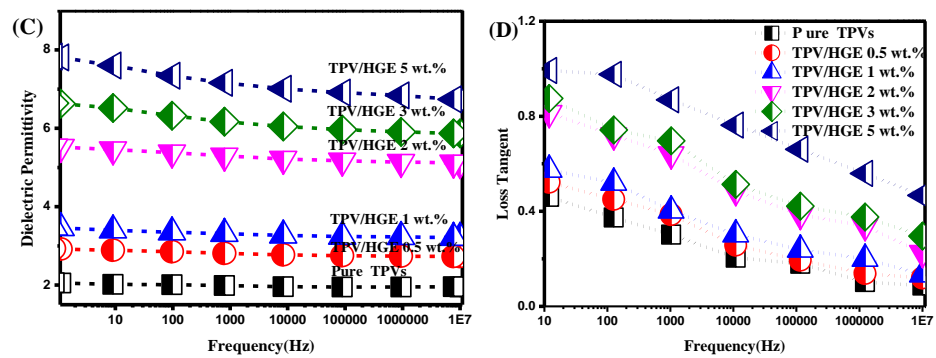 (C)
Dielectric Permittivity
8
6
4
2
TPV/HGE 5 wt.%
TPV/HGE 3 wt.%
TPV/HGE 2 wt.%
TPV/HGE 1 wt.%
TPV/HGE 0.5 wt.%
Pure TPVs
10 100 1000 10000 100000 1000000 1E7
Frequency(Hz)
(D)
Loss Tangent
1.2
0.8
0.4
0.0
P ure TPVs
TPV/HGE 0.5 wt.%
TPV/HGE 1 wt.%
TPV/HGE 2 wt.%
TPV/HGE 3 wt.%
TPV/HGE 5 wt.%
10 100 1000 10000 100000 1000000 1E7
Frequency(Hz)